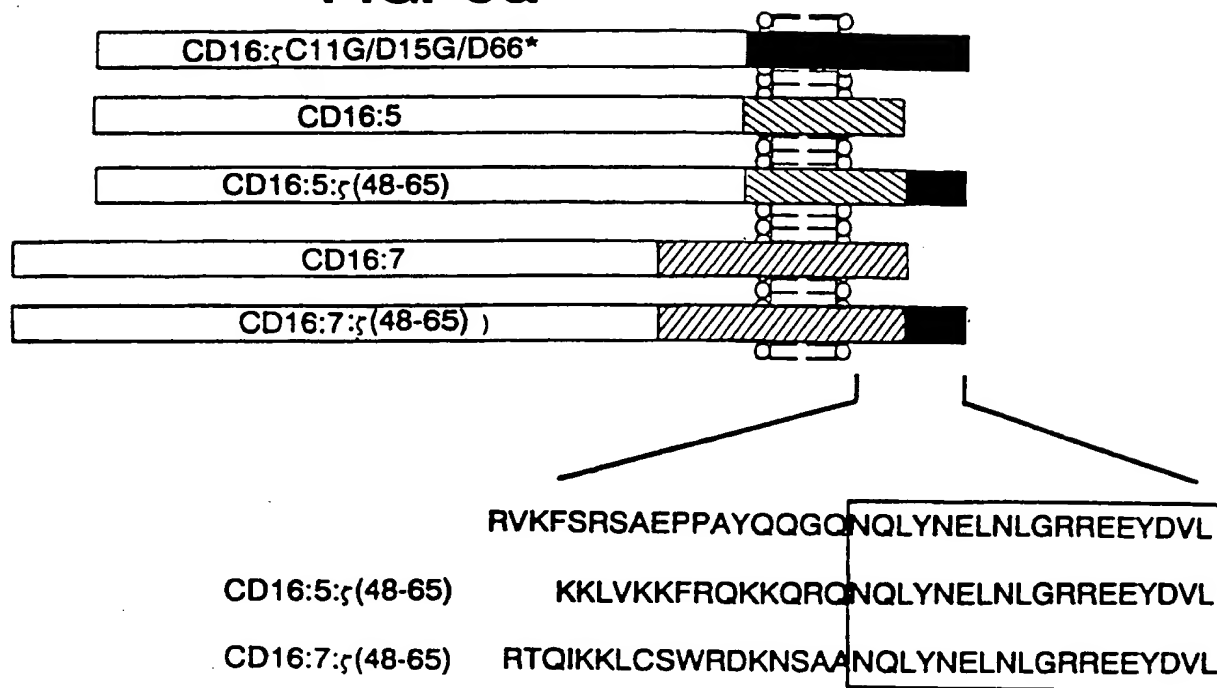 CD16:ζC11G/D15G/D66*
CD16:5
CD16:5:ζ(48-65)
CD16:7
CD16:7:ζ(48-65) )
RVKFSRSAEPPAYQQGQNQLYNELNLGRREEYDVL
CD16:5:ζ(48-65) KKLVKKFRQKKQRQNQLYNELNLGRREEYDVL
CD16:7:ζ(48-65) RTQIKKLCSWRDKNSAANQLYNELNLGRREEYDVL